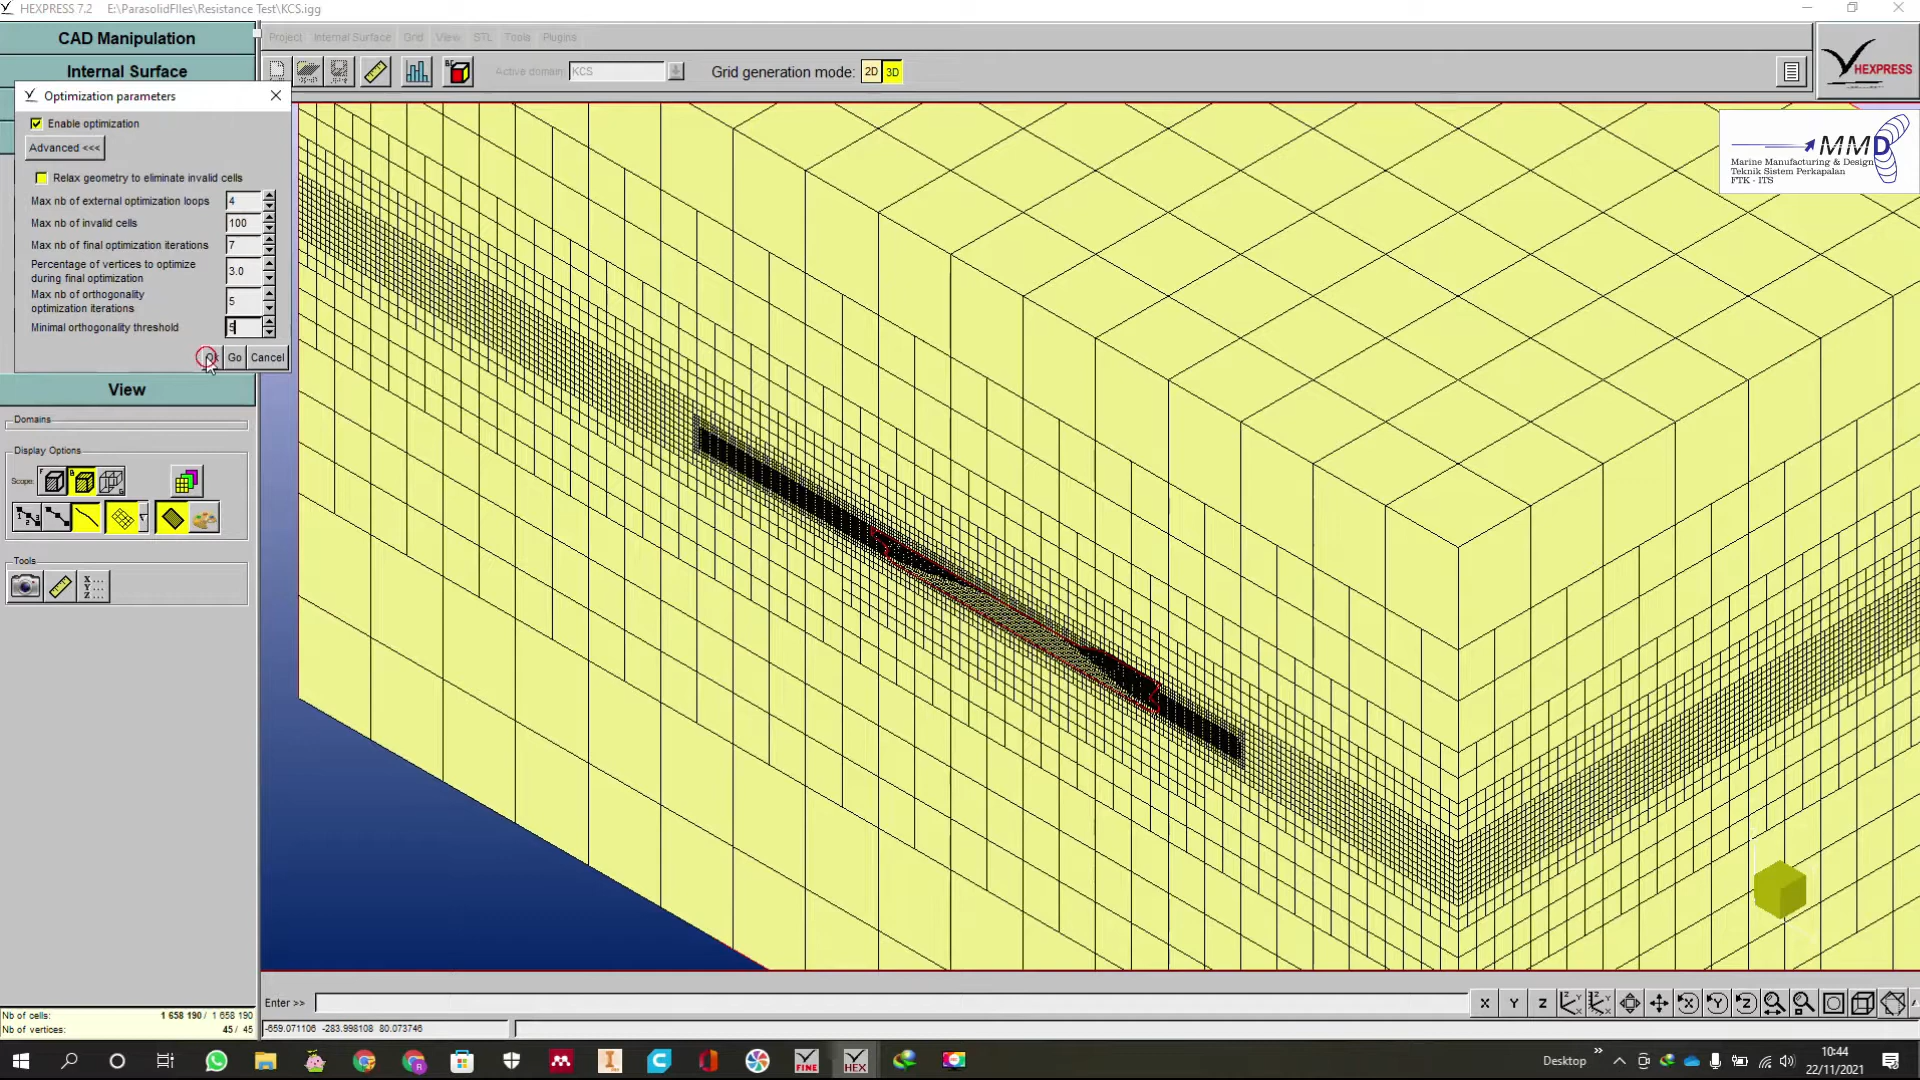 HEXPRESS 7.2 E:\ParasolidFIles\Resistance Test\KCS.igg
CAD Manipulation
Internal Surface
Project Internal Surface Grid View STL Tools Plugins
Active domain: KCS
Grid generation mode: 2D 3D
HEXPRESS
Optimization parameters
Enable optimization
Advanced <<<
Relax geometry to eliminate invalid cells
Max nb of external optimization loops 4
Max nb of invalid cells 100
Max nb of final optimization iterations 7
Percentage of vertices to optimize
during final optimization 3.0
Max nb of orthogonality
optimization iterations 5
Minimal orthogonality threshold 5
Ok Go Cancel
MMD
Marine Manufacturing & Design
Teknik Sistem Perkapalan
FTK - ITS
View
Domains
Display Options
Scope:
Tools
Nb of cells: 1 658 190 / 1 658 190
Nb of vertices: 45 / 45
Enter >>
X Y Z
-659.071106 -283.998108 80.073746
FINE
HEX
Desktop
10:44
22/11/2021